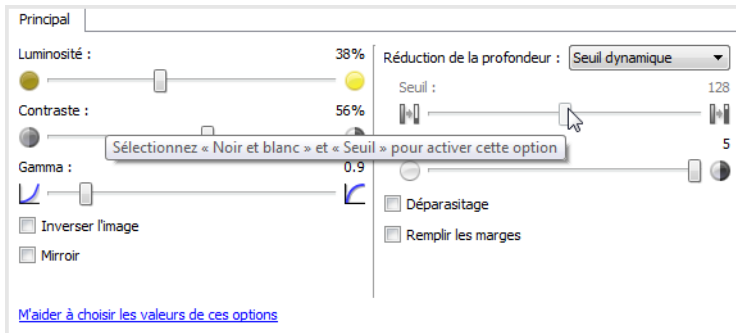 Principal
Luminosité : 38%
Contraste : 56%
Sélectionnez « Noir et blanc » et « Seuil » pour activer cette option
Gamma : 0.9
Inverser l'image
Mirroir
M'aider à choisir les valeurs de ces options
Réduction de la profondeur : Seuil dynamique
Seuil : 128
5
Déparasitage
Remplir les marges